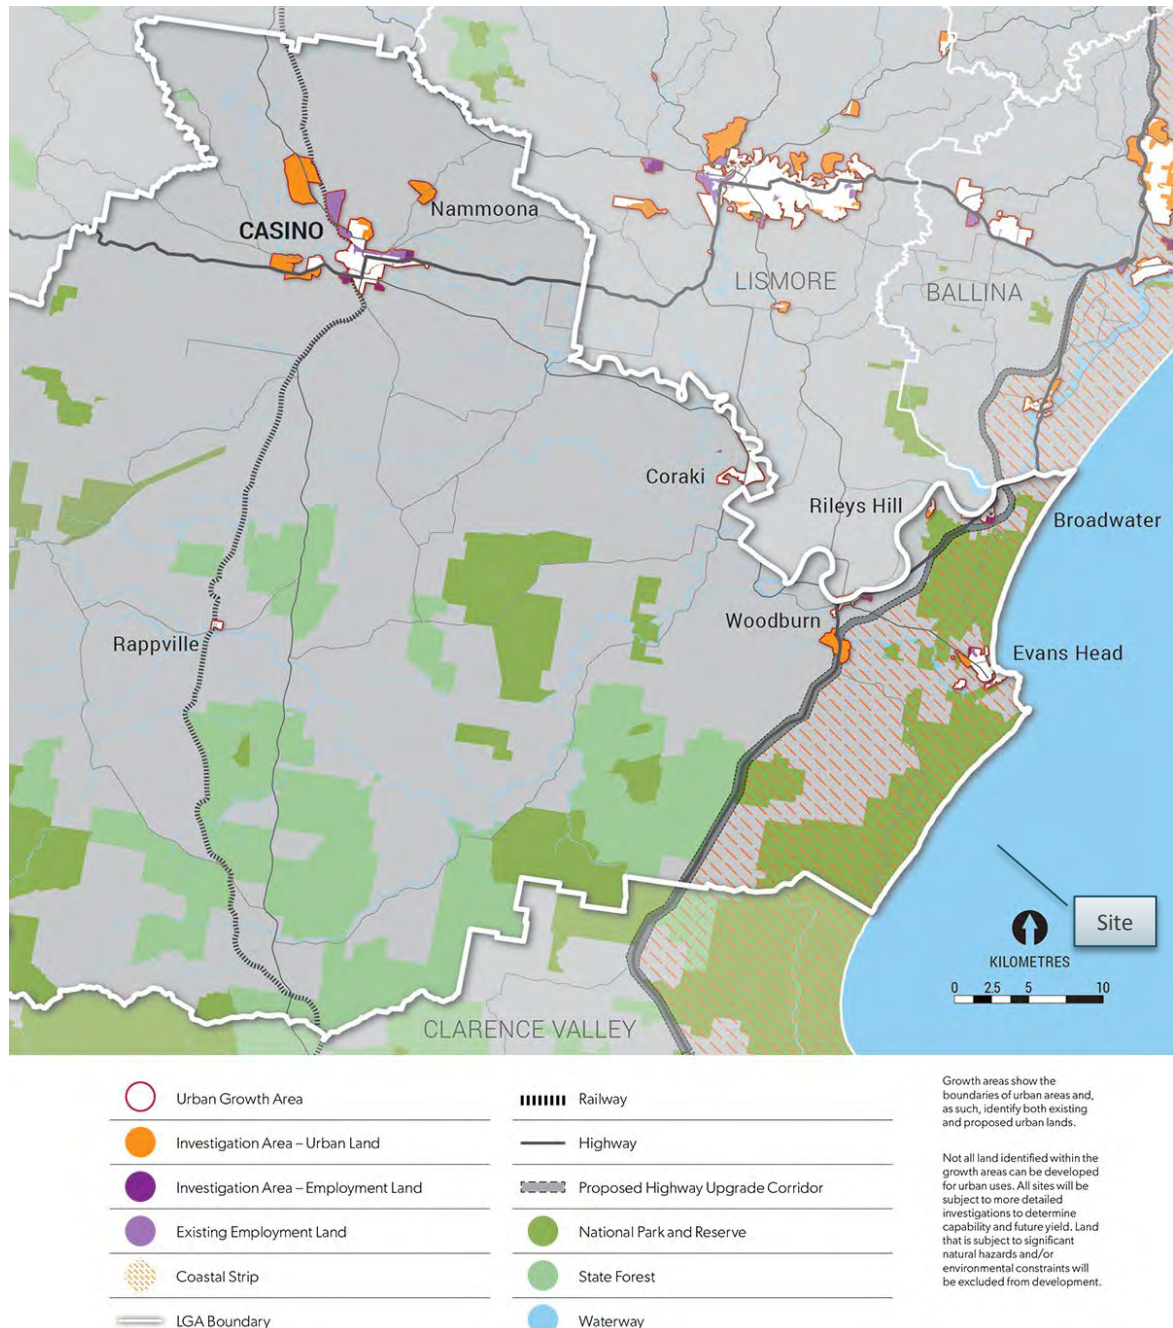 Nammoona
CASINO
LISMORE
BALLINA
Coraki
Rileys Hill
Broadwater
Woodburn
Rappville
Evans Head
Site
KILOMETRES
0 2.5 5 10
CLARENCE VALLEY
Urban Growth Area
Investigation Area – Urban Land
Investigation Area – Employment Land
Existing Employment Land
Coastal Strip
LGA Boundary
Railway
Highway
Proposed Highway Upgrade Corridor
National Park and Reserve
State Forest
Waterway
Growth areas show the
boundaries of urban areas and,
as such, identify both existing
and proposed urban lands.
Not all land identified within the
growth areas can be developed
for urban uses. All sites will be
subject to more detailed
investigations to determine
capability and future yield. Land
that is subject to significant
natural hazards and/or
environmental constraints will
be excluded from development.